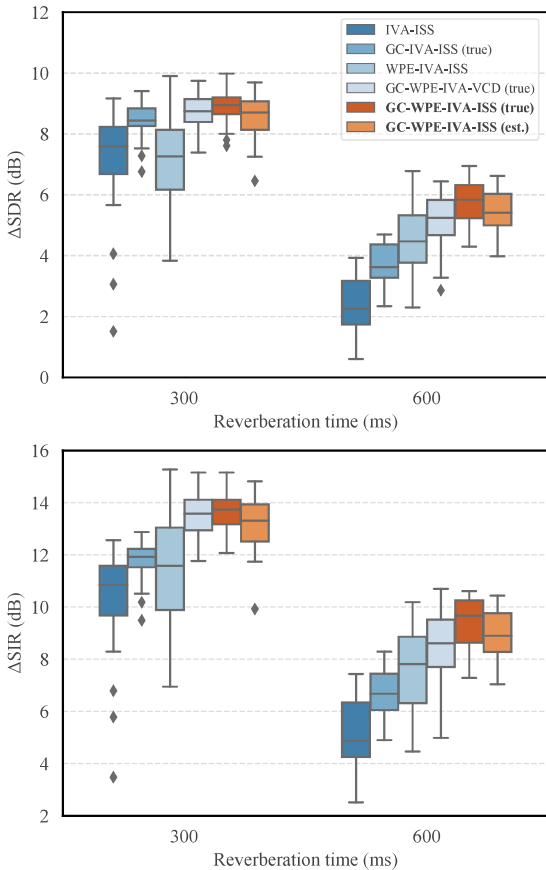 12
10
8
6
4
2
0
ΔSDR (dB)
IVA-ISS
GC-IVA-ISS (true)
WPE-IVA-ISS
GC-WPE-IVA-VCD (true)
GC-WPE-IVA-ISS (true)
GC-WPE-IVA-ISS (est.)
300
600
Reverberation time (ms)
16
14
12
10
8
6
4
2
ΔSIR (dB)
300
600
Reverberation time (ms)